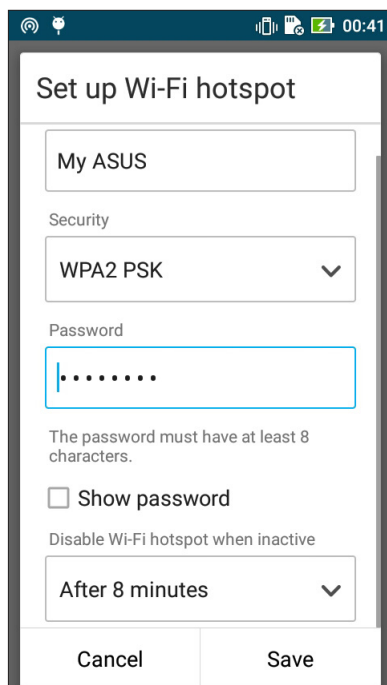 00:41
Set up Wi-Fi hotspot
My ASUS
Security
WPA2 PSK
Password
••••••••
The password must have at least 8
characters.
Show password
Disable Wi-Fi hotspot when inactive
After 8 minutes
Cancel Save